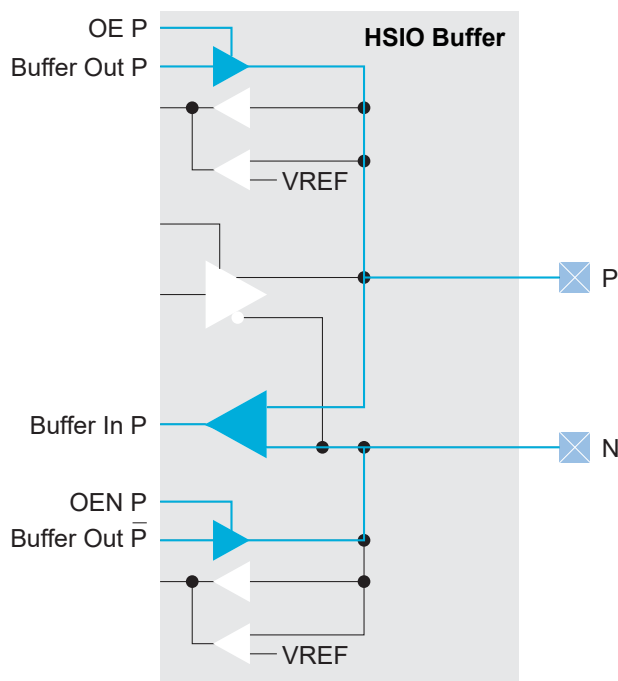 OE P
HSIO Buffer
Buffer Out P
VREF
P
Buffer In P
N
OEN P
Buffer Out P̅
VREF